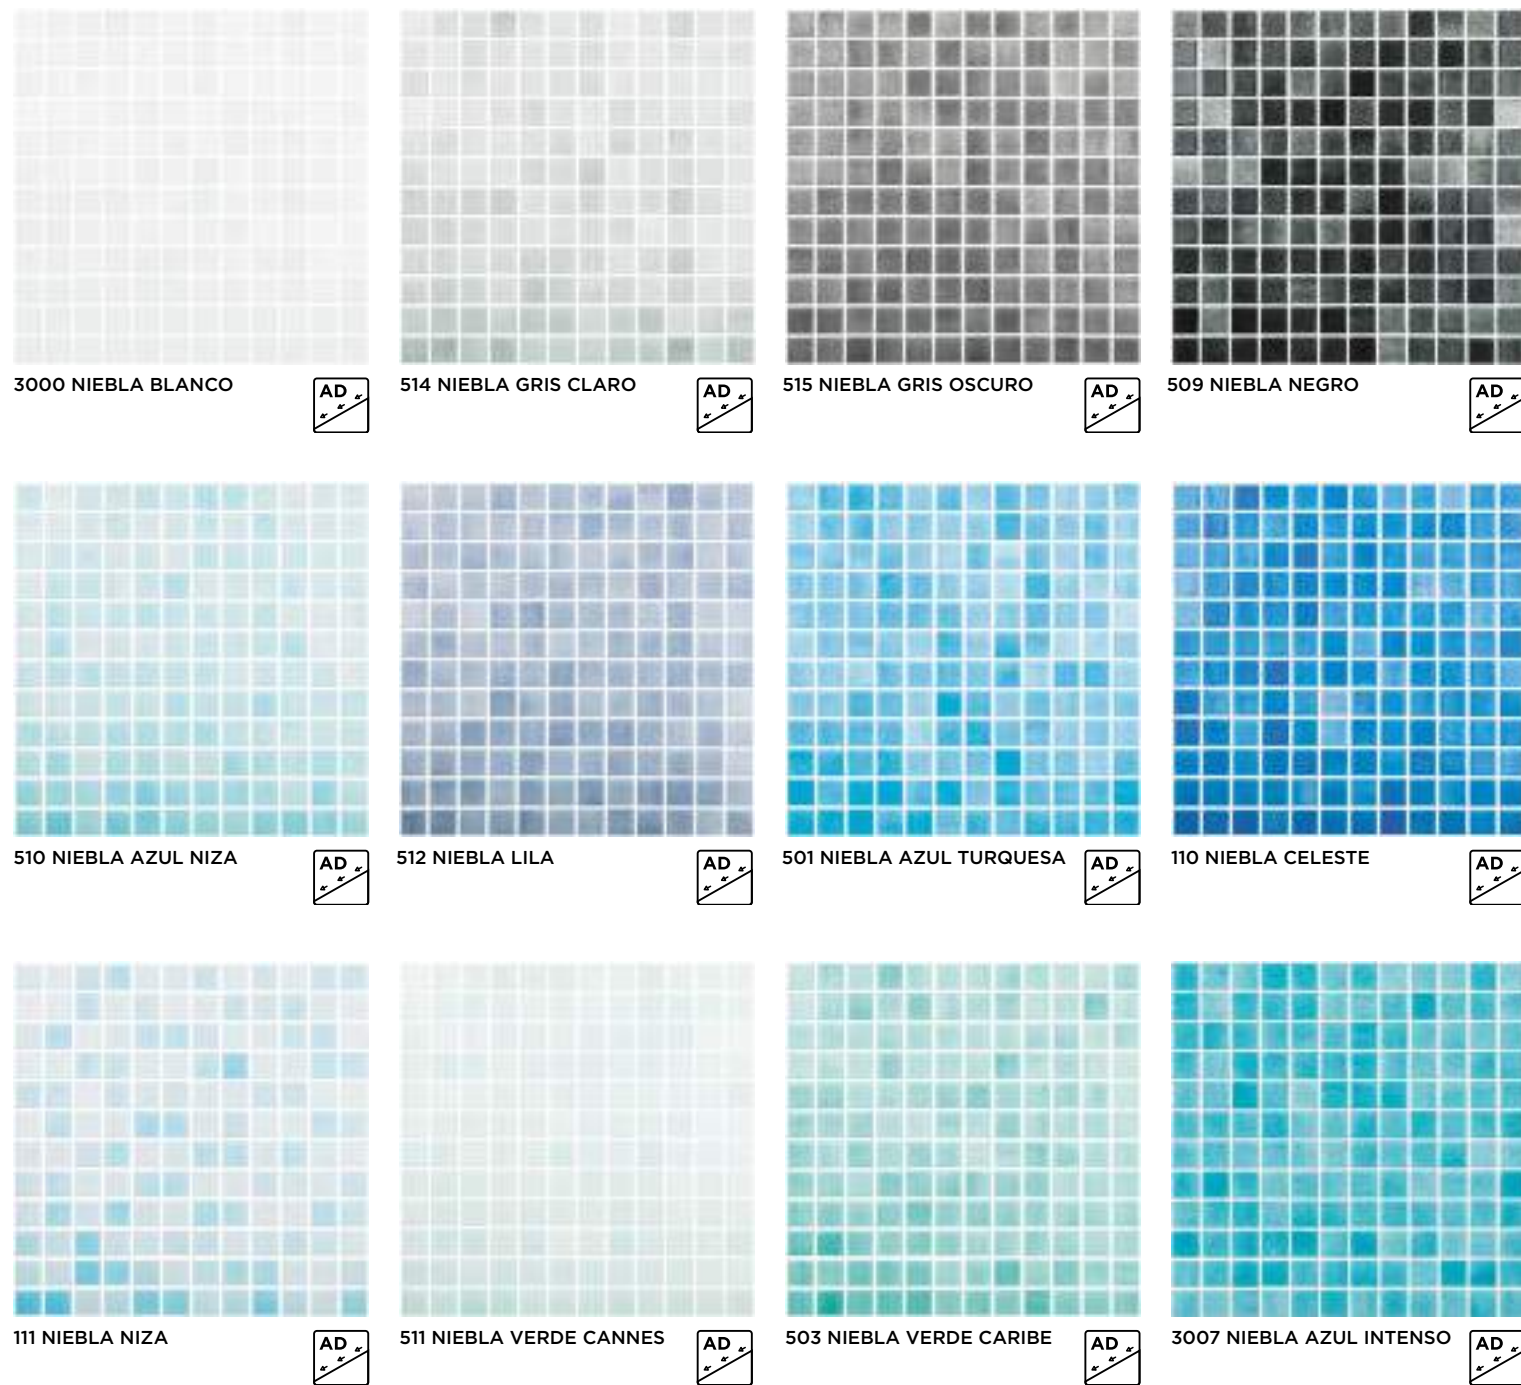 3000 NIEBLA BLANCO
AD
514 NIEBLA GRIS CLARO
AD
515 NIEBLA GRIS OSCURO
AD
509 NIEBLA NEGRO
AD
510 NIEBLA AZUL NIZA
AD
512 NIEBLA LILA
AD
501 NIEBLA AZUL TURQUESA
AD
110 NIEBLA CELESTE
AD
111 NIEBLA NIZA
AD
511 NIEBLA VERDE CANNES
AD
503 NIEBLA VERDE CARIBE
AD
3007 NIEBLA AZUL INTENSO
AD